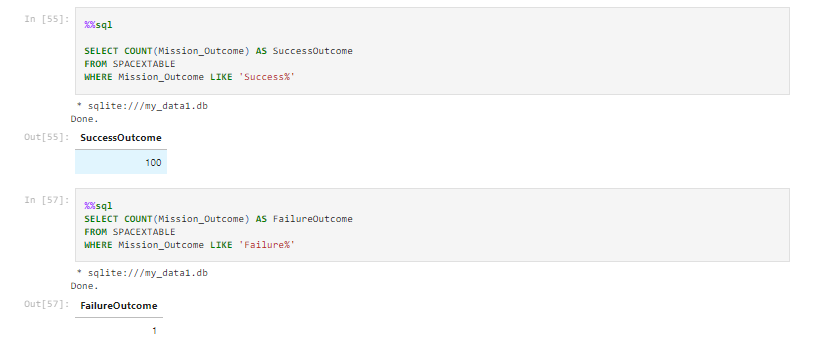 In [55]:
%%sql
SELECT COUNT(Mission_Outcome) AS SuccessOutcome
FROM SPACEXTABLE
WHERE Mission_Outcome LIKE 'Success%'
* sqlite:///my_data1.db
Done.
Out[55]:
SuccessOutcome
100
In [57]:
%%sql
SELECT COUNT(Mission_Outcome) AS FailureOutcome
FROM SPACEXTABLE
WHERE Mission_Outcome LIKE 'Failure%'
* sqlite:///my_data1.db
Done.
Out[57]:
FailureOutcome
1